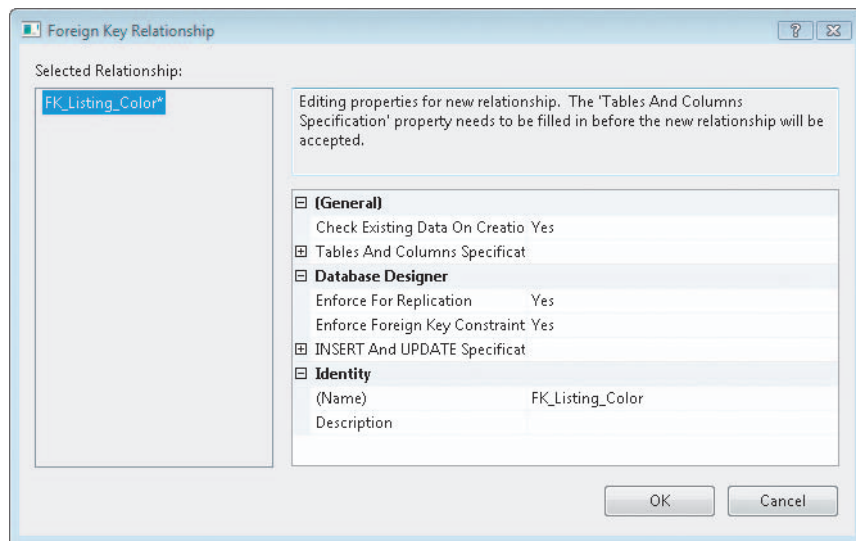 Foreign Key Relationship
Selected Relationship:
FK_Listing_Color*
Editing properties for new relationship. The 'Tables And Columns
Specification' property needs to be filled in before the new relationship will be
accepted.
(General)
Check Existing Data On Creatio Yes
Tables And Columns Specificat
Database Designer
Enforce For Replication Yes
Enforce Foreign Key Constraint Yes
INSERT And UPDATE Specificat
Identity
(Name) FK_Listing_Color
Description
OK Cancel